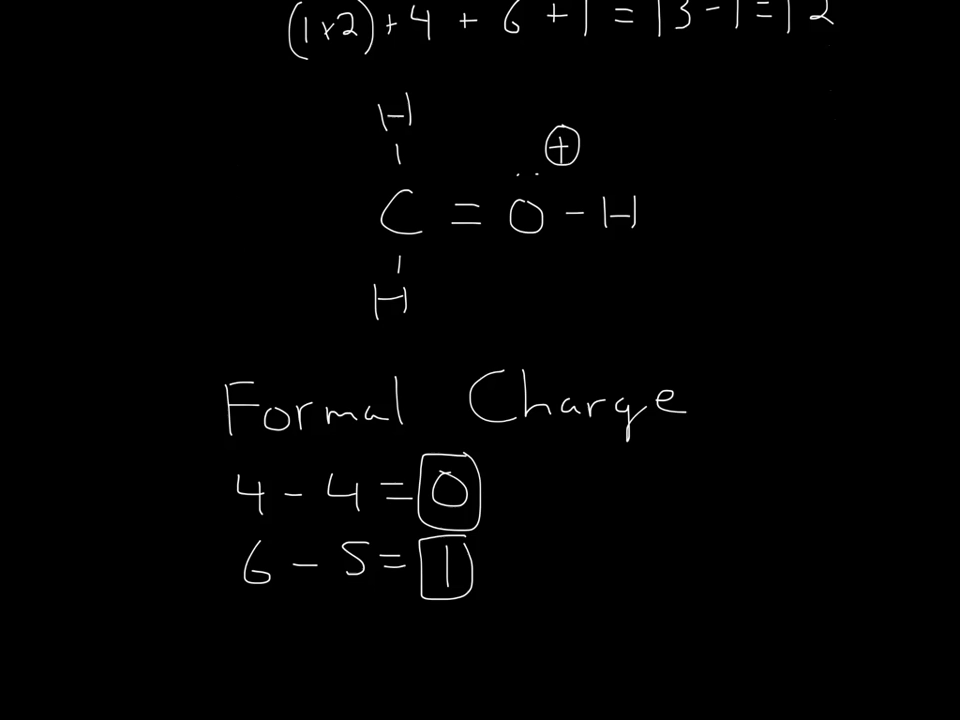 (1x2)+4 + 6 + 1 = 13 - 1 = 12
H
|
⊕
C = Ö - H
|
H
Formal Charge
4 - 4 = 0
6 - 5 = 1